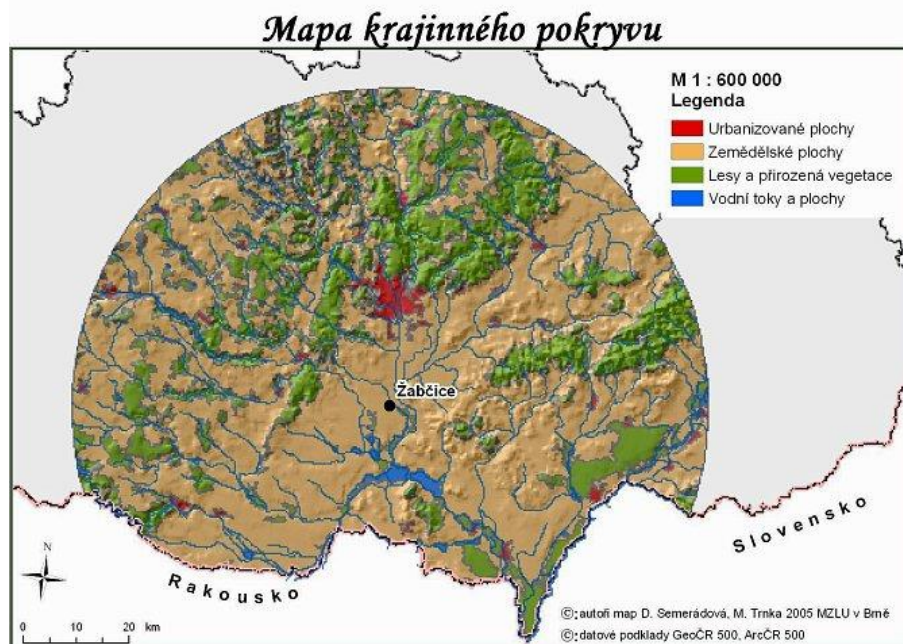 Mapa krajinného pokryvu
M 1 : 600 000
Legenda
Urbanizované plochy
Zemědělské plochy
Lesy a přirozená vegetace
Vodní toky a plochy
Žabčice
Slovensko
Rakousko
N
0 10 20 km
©:autoři map D. Semerádová, M. Trnka 2005 MZLU v Brně
©:datové podklady GeoČR 500, ArcČR 500